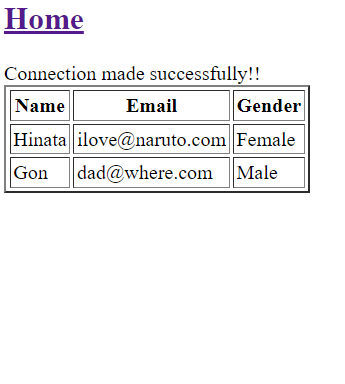 Home
Connection made successfully!!
Name Email Gender
Hinata ilove@naruto.com Female
Gon dad@where.com Male